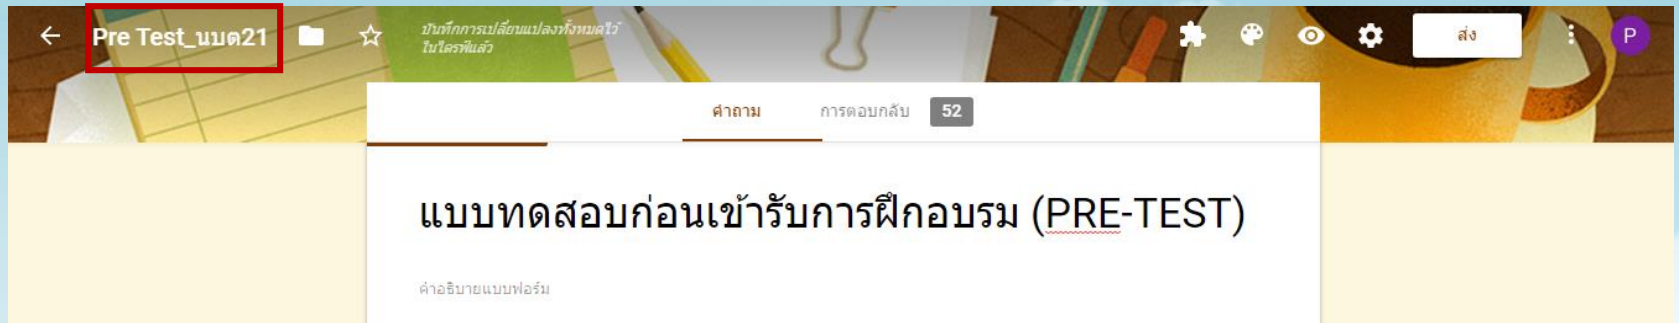 Pre Test_นบต21
บันทึกการเปลี่ยนแปลงทั้งหมดไว้
ในไดรฟ์แล้ว
ส่ง
P
คำถาม การตอบกลับ 52
แบบทดสอบก่อนเข้ารับการฝึกอบรม (PRE-TEST)
คำอธิบายแบบฟอร์ม